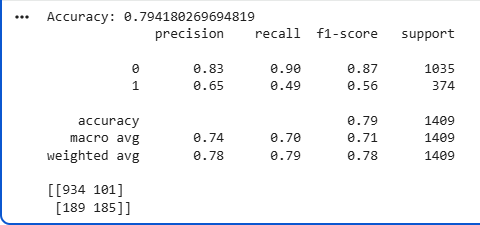 ••• Accuracy: 0.794180269694819
precision recall f1-score support
0 0.83 0.90 0.87 1035
1 0.65 0.49 0.56 374
accuracy 0.79 1409
macro avg 0.74 0.70 0.71 1409
weighted avg 0.78 0.79 0.78 1409
[[934 101]
[189 185]]